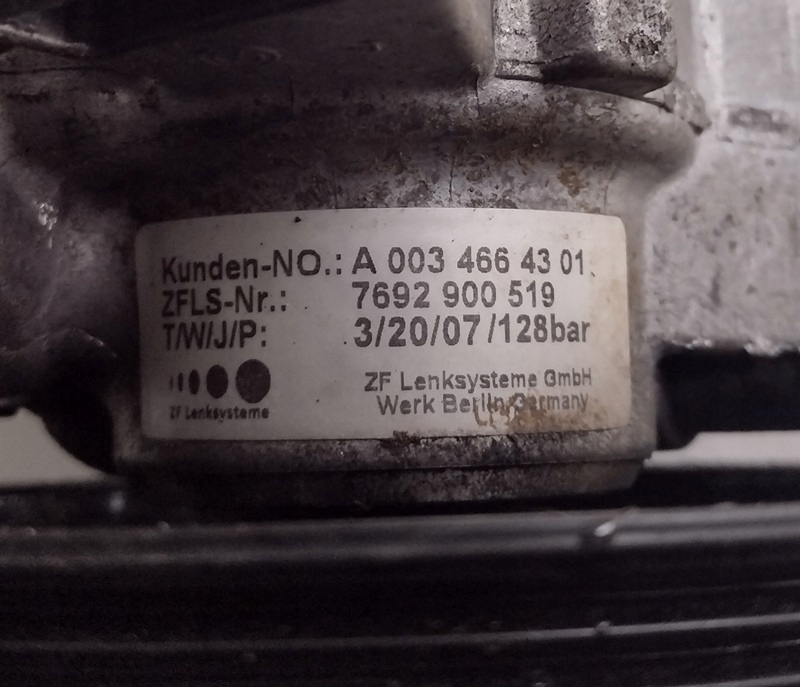 Kunden-NO.: A 003 466 43 01
ZFLS-Nr.: 7692 900 519
T/W/J/P: 3/20/07/128bar
ZF Lenksysteme
ZF Lenksysteme GmbH
Werk Berlin/Germany